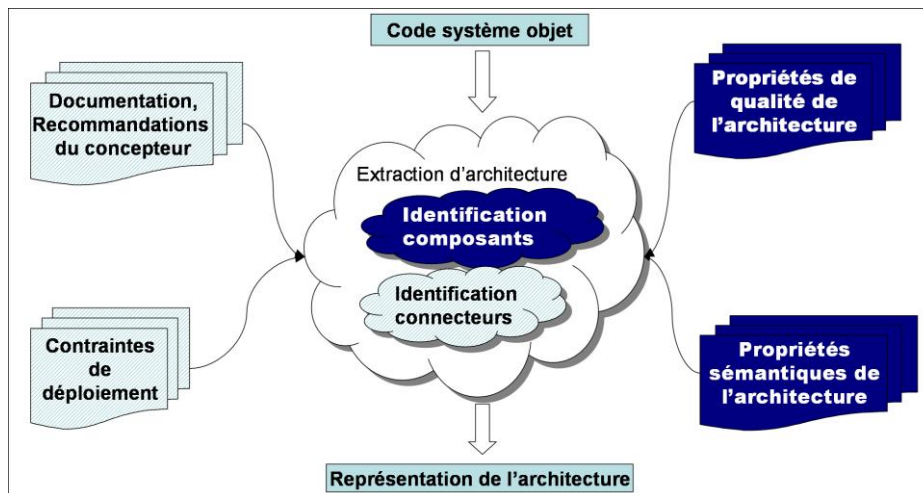 Code système objet
Documentation,
Recommandations
du concepteur
Propriétés de
qualité de
l'architecture
Extraction d'architecture
Identification
composants
Identification
connecteurs
Contraintes
de
déploiement
Propriétés
sémantiques de
l'architecture
Représentation de l'architecture